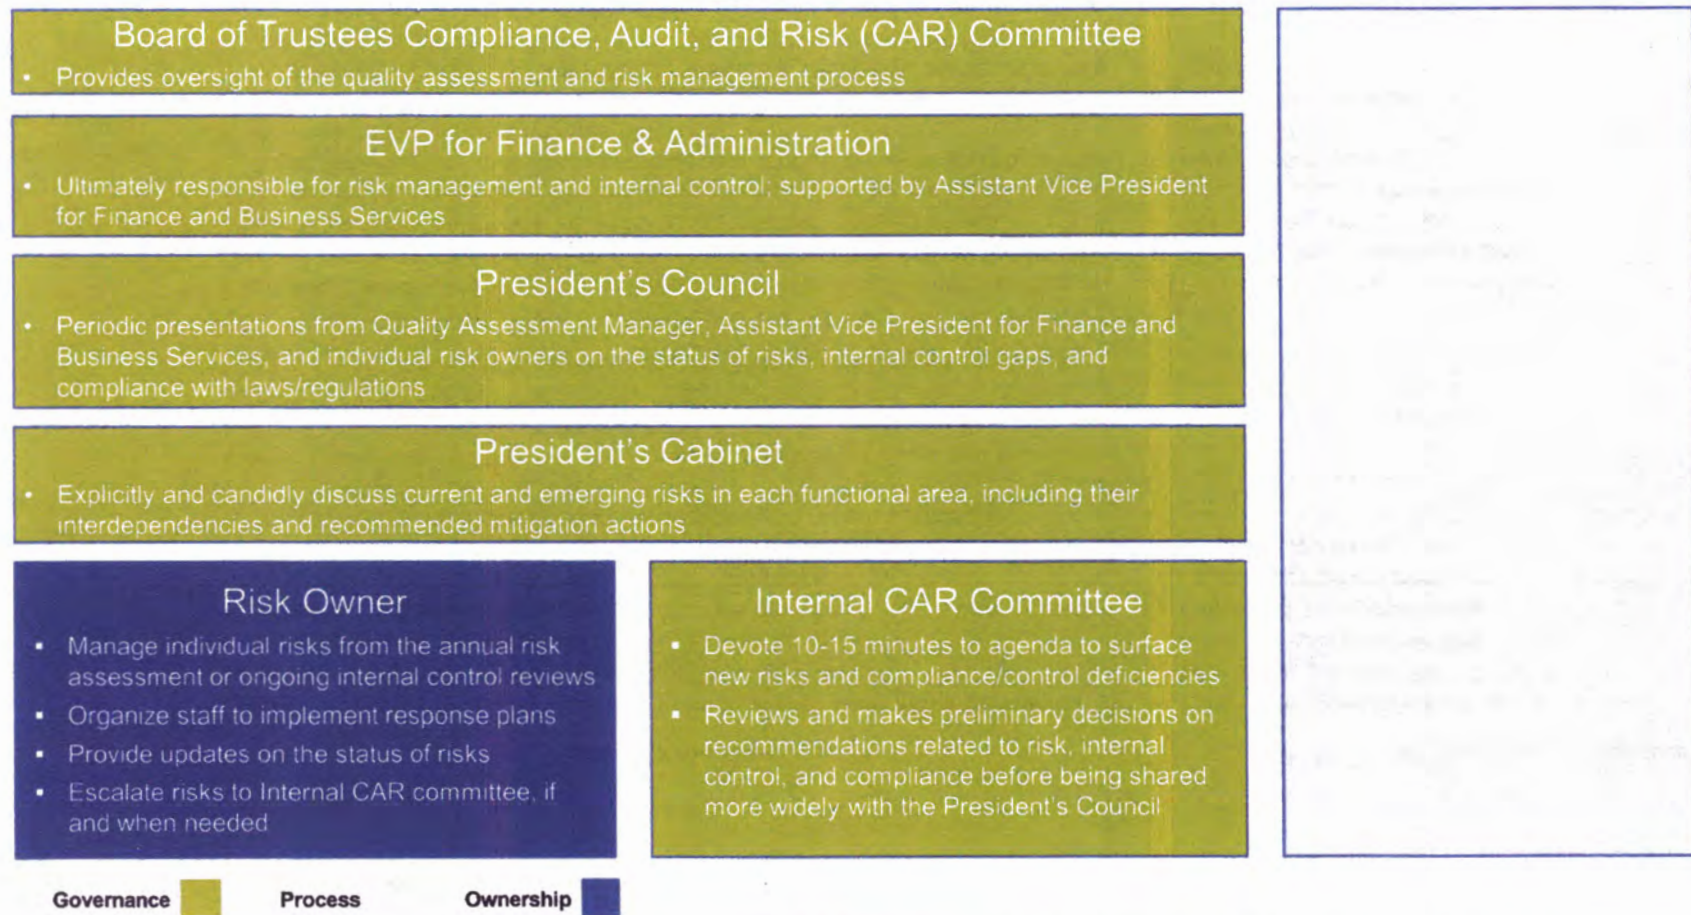 Board of Trustees Compliance, Audit, and Risk (CAR) Committee
• Provides oversight of the quality assessment and risk management process
EVP for Finance & Administration
• Ultimately responsible for risk management and internal control; supported by Assistant Vice President
for Finance and Business Services
President's Council
• Periodic presentations from Quality Assessment Manager, Assistant Vice President for Finance and
Business Services, and individual risk owners on the status of risks, internal control gaps, and
compliance with laws/regulations
President's Cabinet
• Explicitly and candidly discuss current and emerging risks in each functional area, including their
interdependencies and recommended mitigation actions
Risk Owner
▪ Manage individual risks from the annual risk
assessment or ongoing internal control reviews
▪ Organize staff to implement response plans
▪ Provide updates on the status of risks
▪ Escalate risks to Internal CAR committee, if
and when needed
Internal CAR Committee
▪ Devote 10-15 minutes to agenda to surface
new risks and compliance/control deficiencies
▪ Reviews and makes preliminary decisions on
recommendations related to risk, internal
control, and compliance before being shared
more widely with the President's Council
Governance Process Ownership